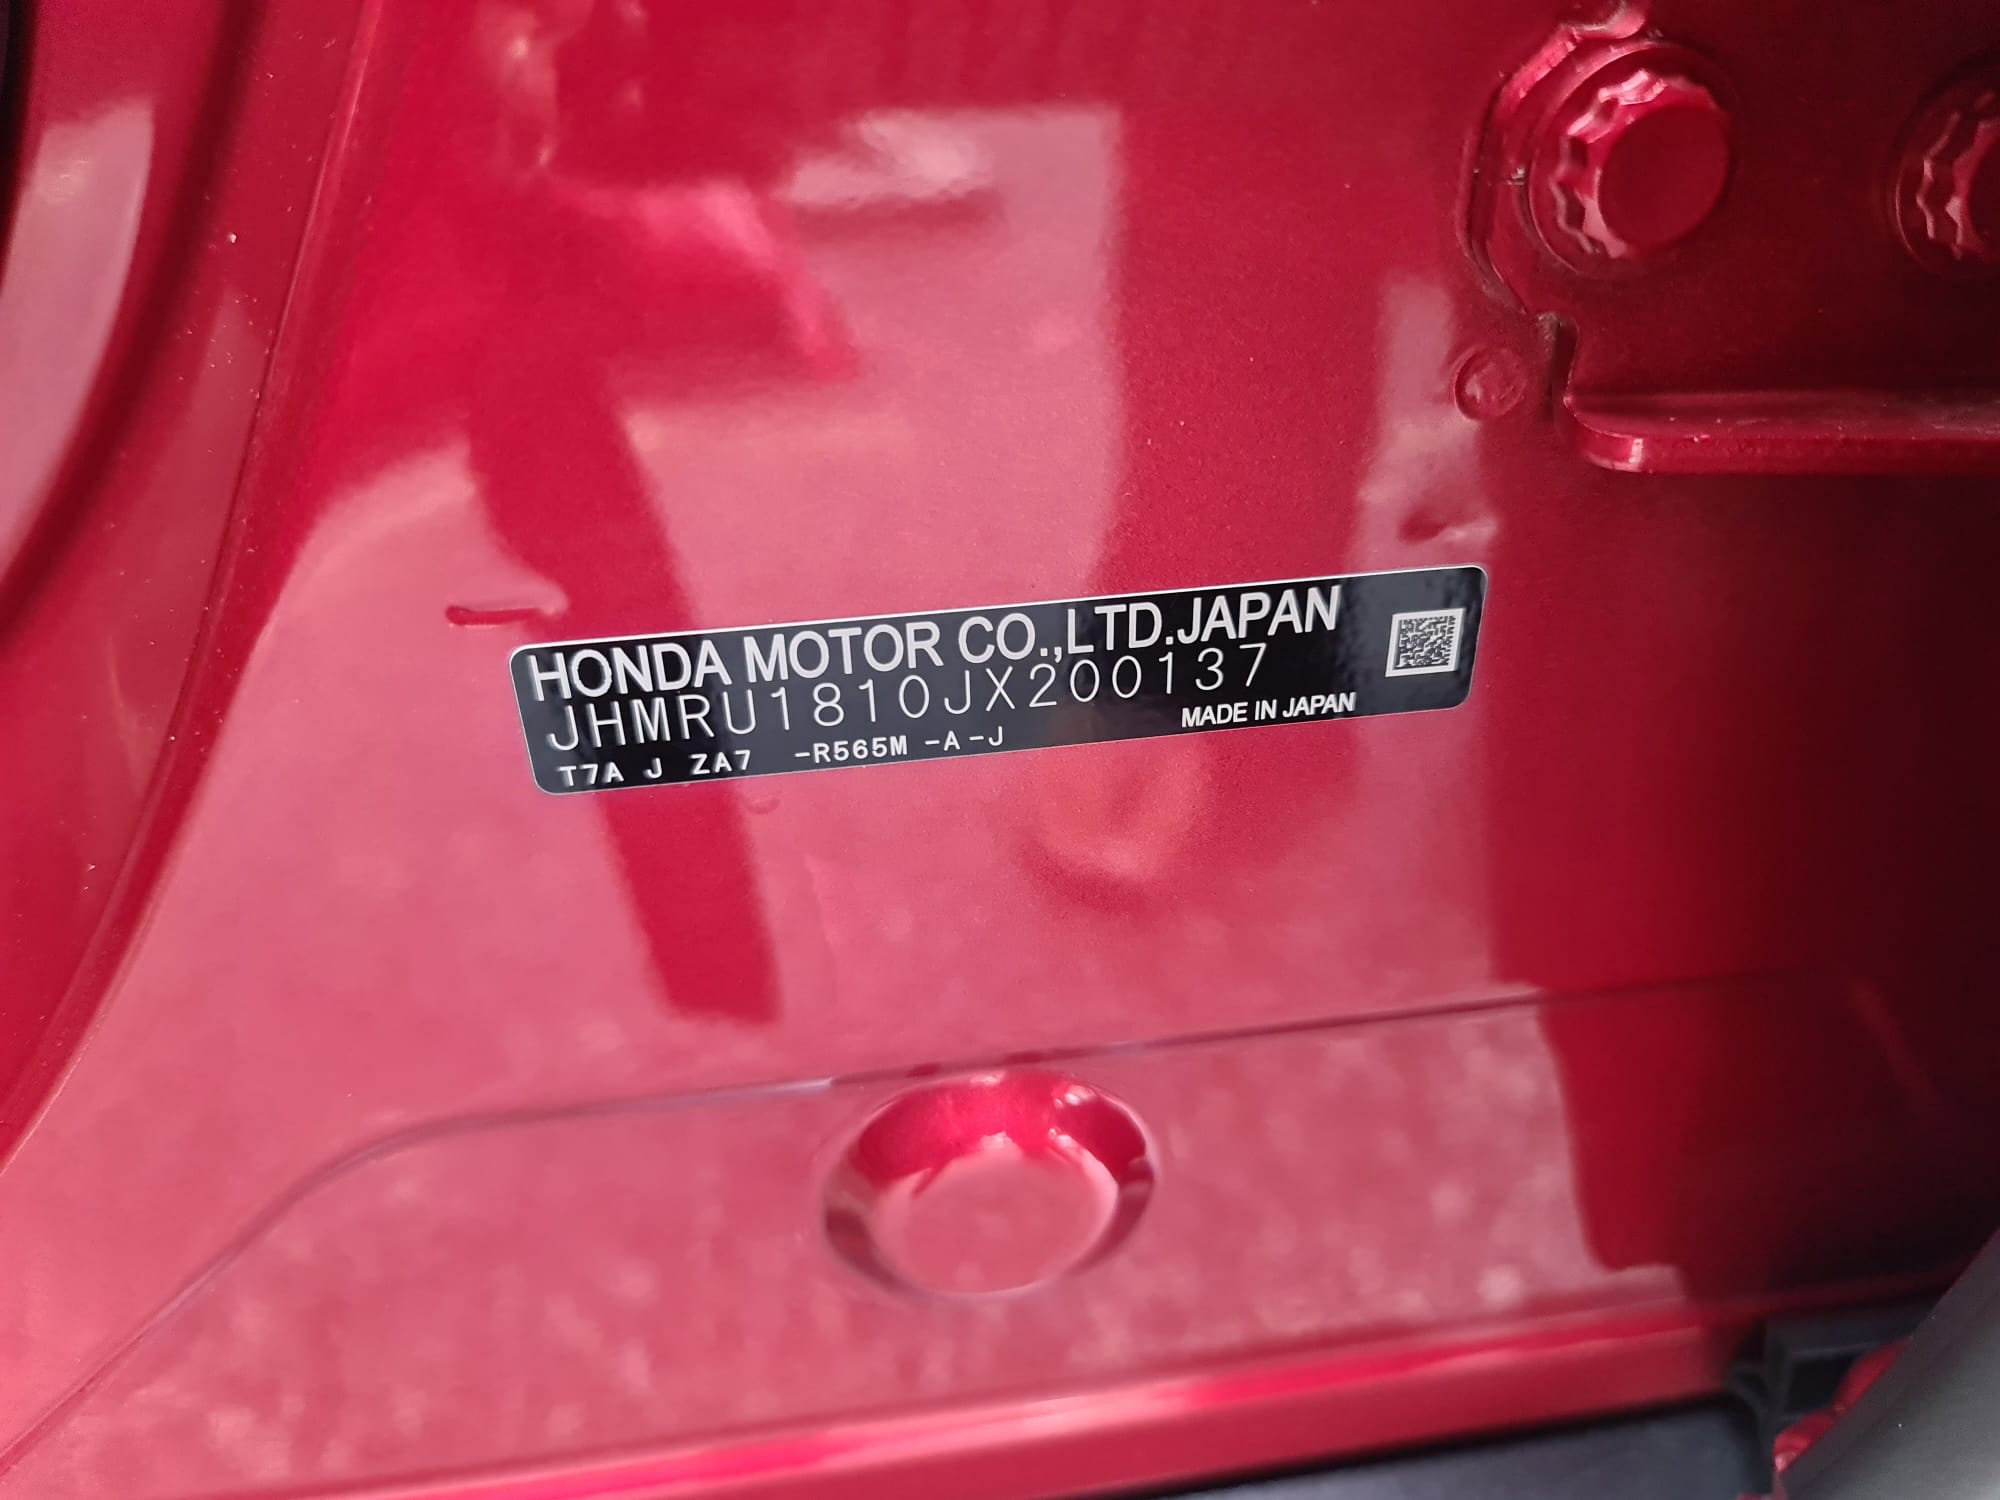 HONDA MOTOR CO.,LTD.JAPAN
JHMRU1810JX200137
MADE IN JAPAN
T7A J ZA7 -R565M -A-J